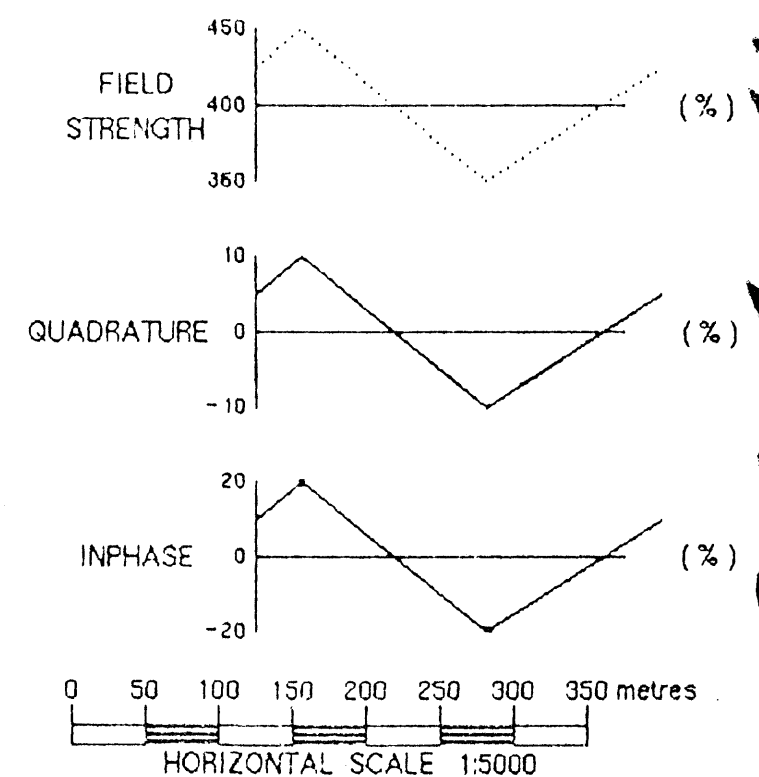 450
FIELD
STRENGTH
400
(%)
360
10
QUADRATURE
0
(%)
-10
20
INPHASE
0
(%)
-20
0 50 100 150 200 250 300 350 metres
HORIZONTAL SCALE 1:5000